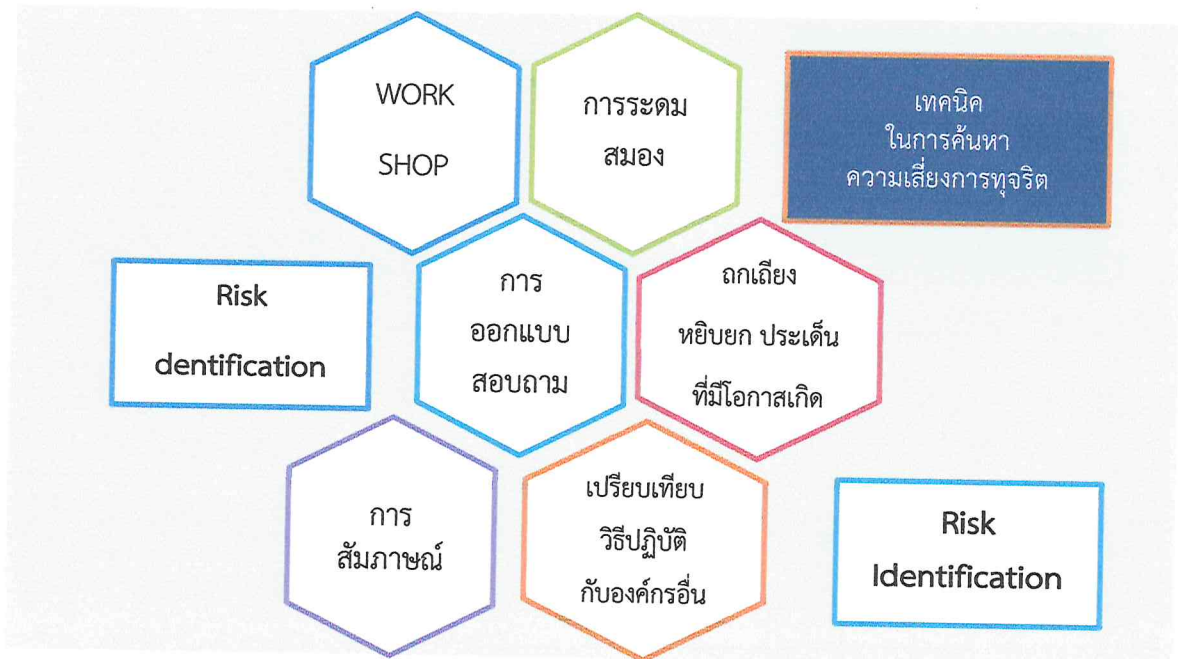 WORK
SHOP
การระดม
สมอง
เทคนิค
ในการค้นหา
ความเสี่ยงการทุจริต
Risk
dentification
การ
ออกแบบ
สอบถาม
ถกเถียง
หยิบยก ประเด็น
ที่มีโอกาสเกิด
การ
สัมภาษณ์
เปรียบเทียบ
วิธีปฏิบัติ
กับองค์กรอื่น
Risk
Identification